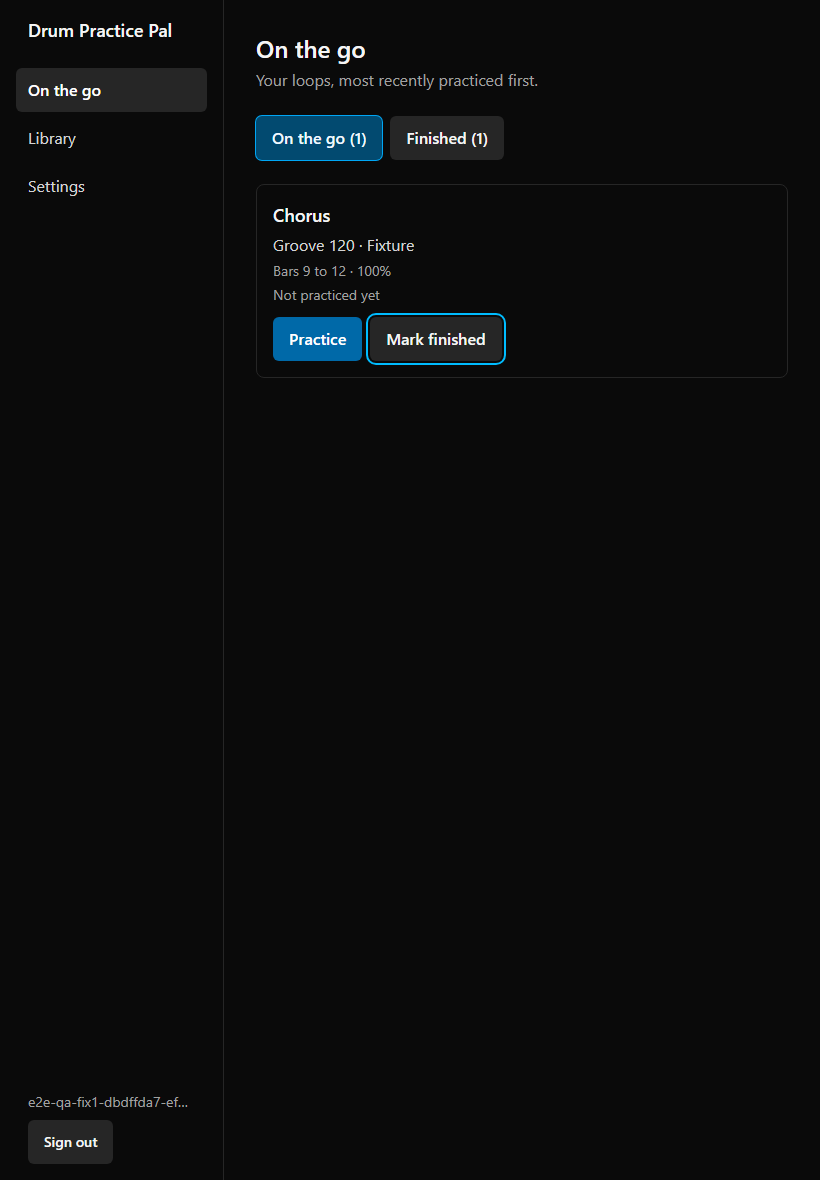 Drum Practice Pal
On the go
Library
Settings
e2e-qa-fix1-dbdffda7-ef...
Sign out
On the go
Your loops, most recently practiced first.
On the go (1)
Finished (1)
Chorus
Groove 120 · Fixture
Bars 9 to 12 · 100%
Not practiced yet
Practice
Mark finished